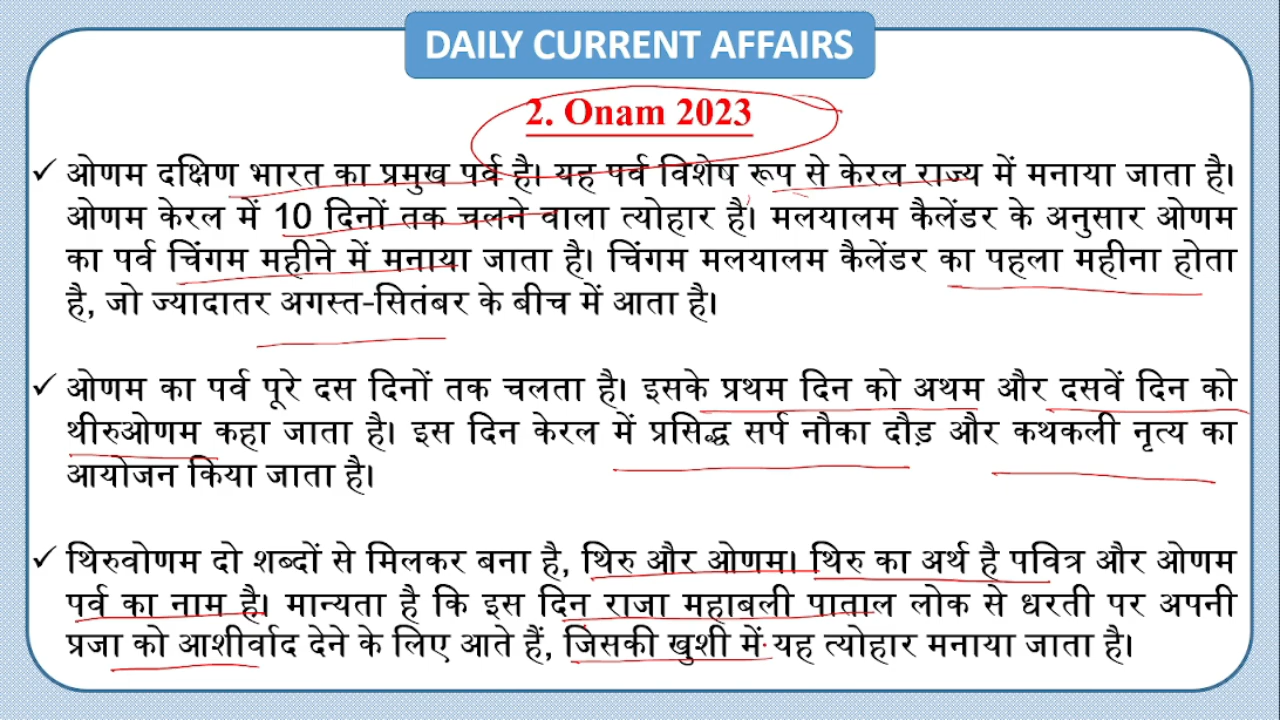 DAILY CURRENT AFFAIRS
2. Onam 2023
✓ ओणम दक्षिण भारत का प्रमुख पर्व है। यह पर्व विशेष रूप से केरल राज्य में मनाया जाता है।
ओणम केरल में 10 दिनों तक चलने वाला त्योहार है। मलयालम कैलेंडर के अनुसार ओणम
का पर्व चिंगम महीने में मनाया जाता है। चिंगम मलयालम कैलेंडर का पहला महीना होता
है, जो ज्यादातर अगस्त-सितंबर के बीच में आता है।
✓ ओणम का पर्व पूरे दस दिनों तक चलता है। इसके प्रथम दिन को अथम और दसवें दिन को
थीरुओणम कहा जाता है। इस दिन केरल में प्रसिद्ध सर्प नौका दौड़ और कथकली नृत्य का
आयोजन किया जाता है।
✓ थिरुवोणम दो शब्दों से मिलकर बना है, थिरु और ओणम। थिरु का अर्थ है पवित्र और ओणम
पर्व का नाम है। मान्यता है कि इस दिन राजा महाबली पाताल लोक से धरती पर अपनी
प्रजा को आशीर्वाद देने के लिए आते हैं, जिसकी खुशी में यह त्योहार मनाया जाता है।